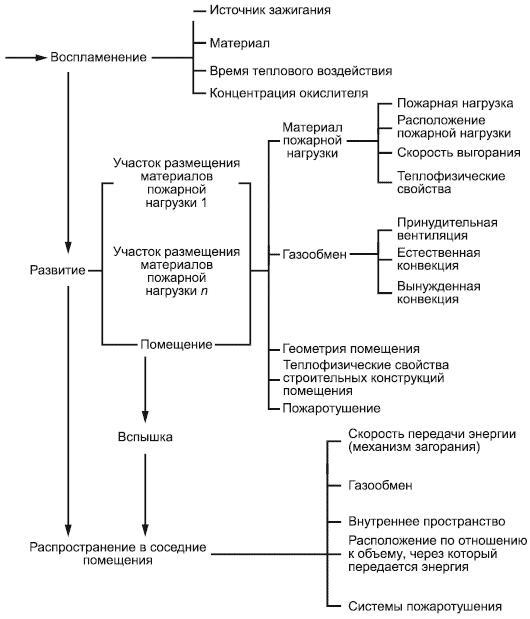 Источник зажигания
Воспламенение
Материал
Время теплового воздействия
Концентрация окислителя
Материал
пожарной
нагрузки
Пожарная нагрузка
Расположение
пожарной нагрузки
Скорость выгорания
Теплофизические
свойства
Участок размещения
материалов
пожарной
нагрузки 1
Участок размещения
материалов
пожарной
нагрузки n
Развитие
Помещение
Газообмен
Принудительная
вентиляция
Естественная
конвекция
Вынужденная
конвекция
Геометрия помещения
Теплофизические свойства
строительных конструкций
помещения
Пожаротушение
Вспышка
Распространение в соседние
помещения
Скорость передачи энергии
(механизм загорания)
Газообмен
Внутреннее пространство
Расположение по отношению
к объему, через который
передается энергия
Системы пожаротушения